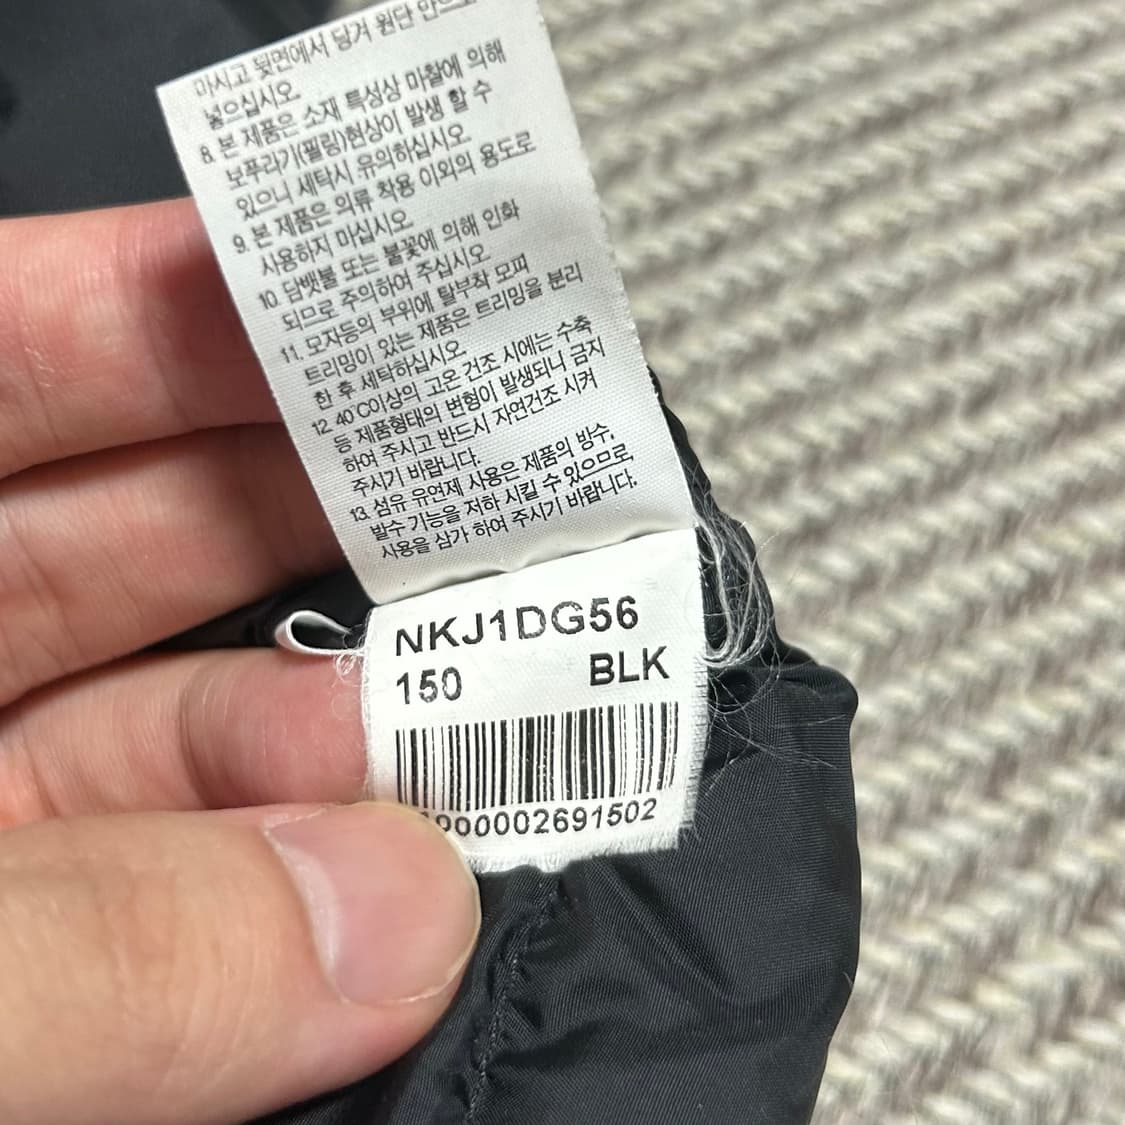 마시고 뒷면에서 당겨 원단 안으로
넣으십시오.
8. 본 제품은 소재 특성상 마찰에 의해
보푸라기(필링)현상이 발생 할 수
있으니 세탁시 유의하십시오.
9. 본 제품은 의류 착용 이외의 용도로
사용하지 마십시오.
10. 담뱃불 또는 불꽃에 의해 인화
되므로 주의하여 주십시오
11. 모자등의 부위에 탈부착 모피
트리밍이 있는 제품은 트리밍을 분리
한 후 세탁하십시오.
12. 40℃이상의 고온 건조 시에는 수축
등 제품형태의 변형이 발생되니 금지
하여 주시고 반드시 자연건조 시켜
주시기 바랍니다.
13. 섬유 유연제 사용은 제품의 방수,
발수 기능을 저하 시킬 수 있으므로,
사용을 삼가 하여 주시기 바랍니다.
NKJ1DG56
150 BLK